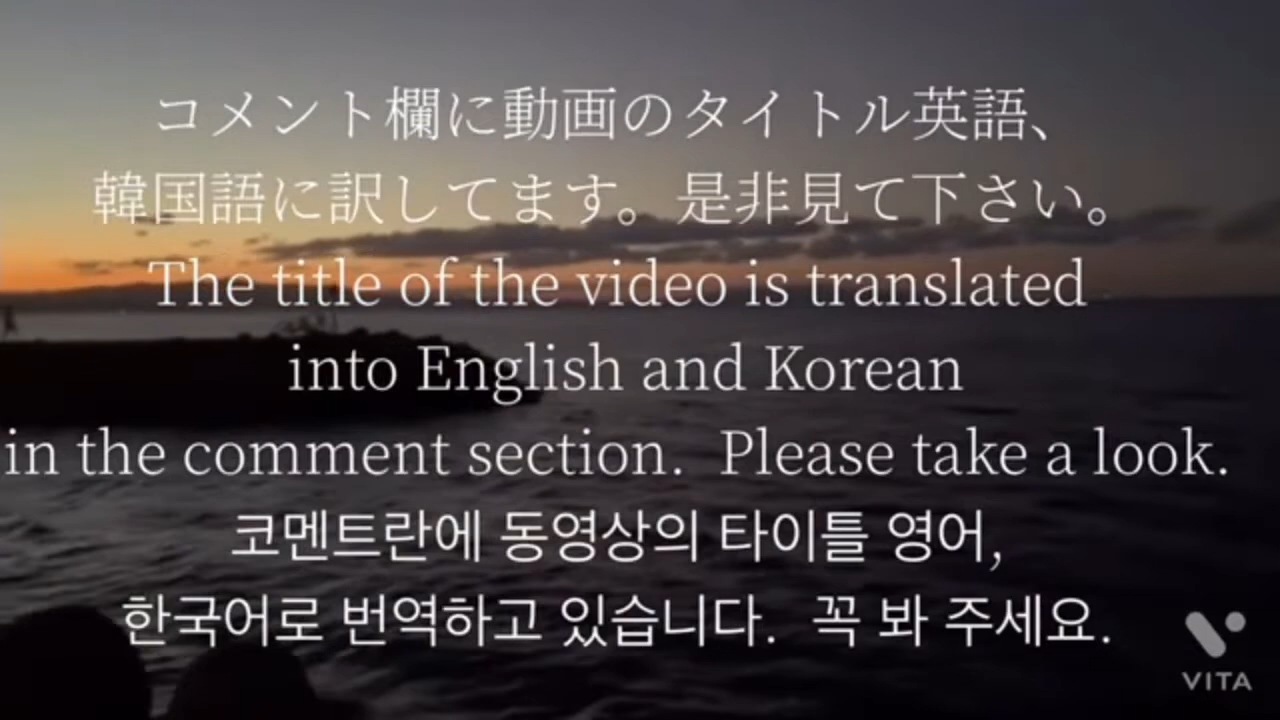 コメント欄に動画のタイトル英語、
韓国語に訳してます。是非見て下さい。
The title of the video is translated
into English and Korean
in the comment section.  Please take a look.
코멘트란에 동영상의 타이틀 영어,
한국어로 번역하고 있습니다.  꼭 봐 주세요.
VITA